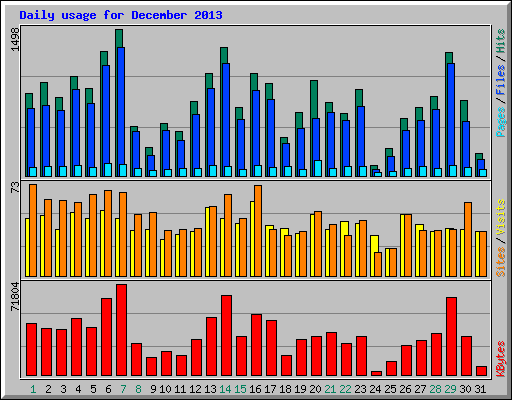 Daily usage for December 2013
1498
Pages / Files / Hits
73
Sites / Visits
71804
KBytes
1 2 3 4 5 6 7 8 9 10 11 12 13 14 15 16 17 18 19 20 21 22 23 24 25 26 27 28 29 30 31